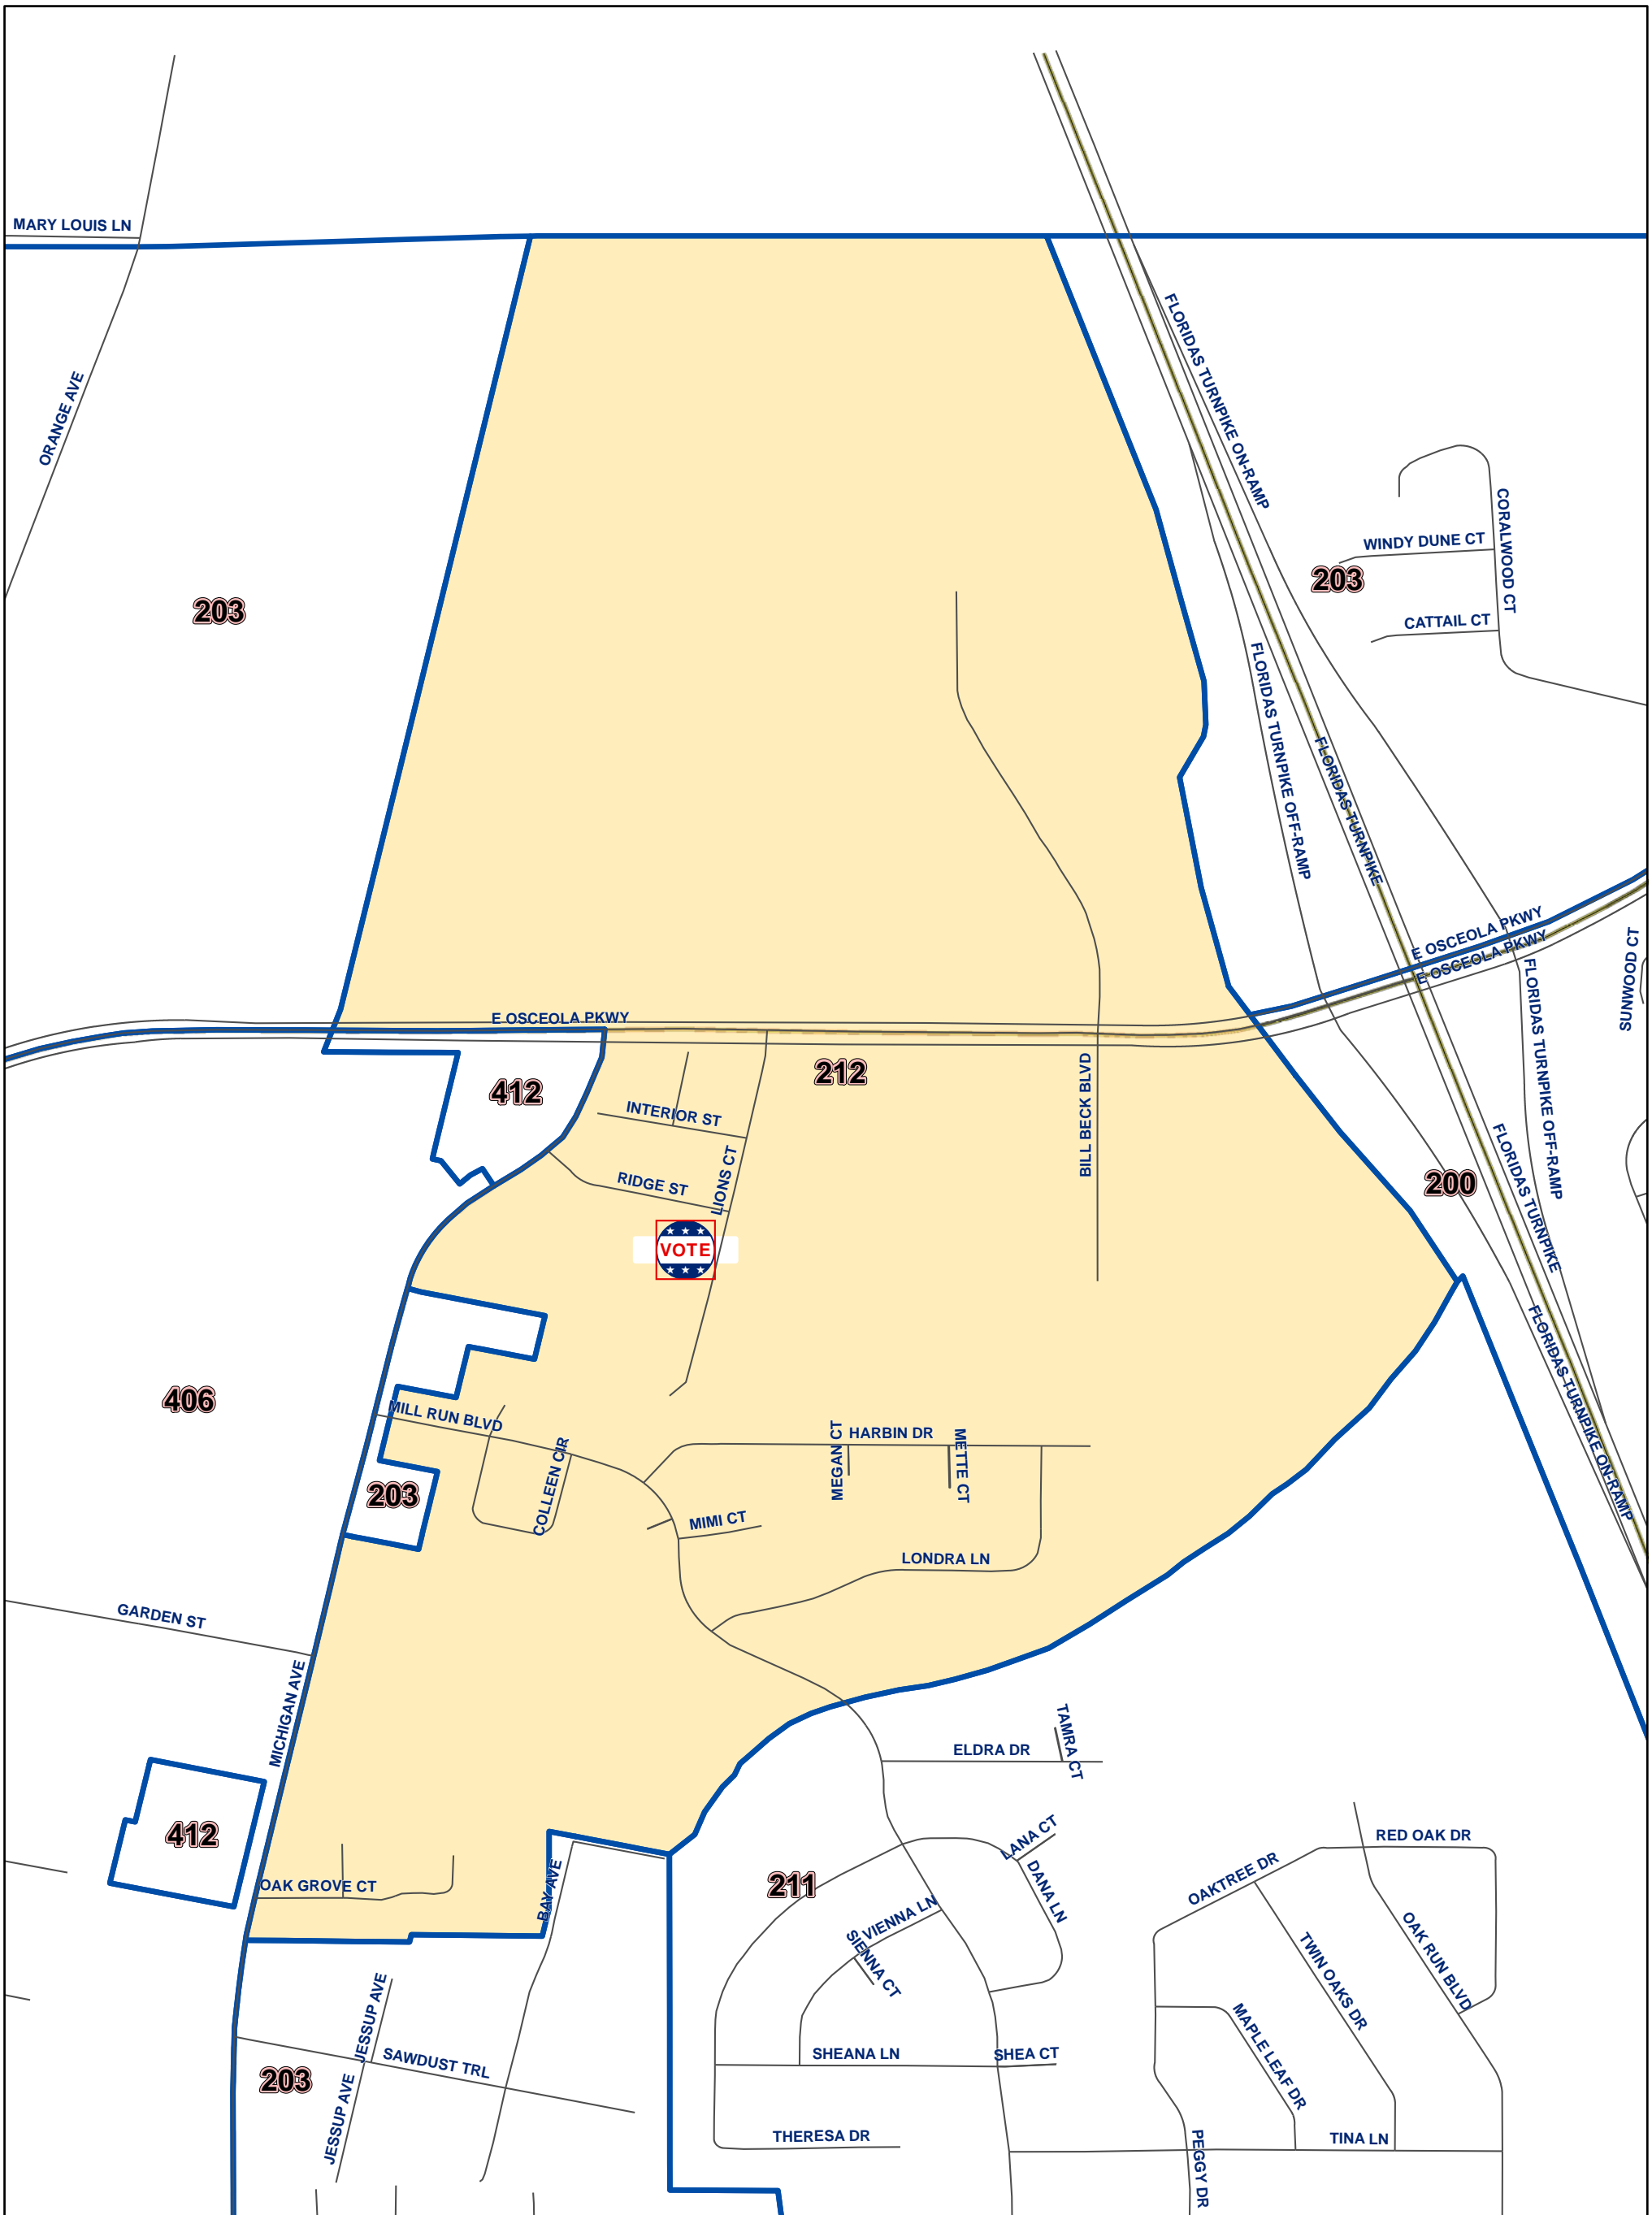 MARY LOUIS LN
ORANGE AVE
FLORIDAS TURNPIKE ON-RAMP
CORALWOOD CT
WINDY DUNE CT
203
203
CATTAIL CT
FLORIDAS TURNPIKE OFF-RAMP
FLORIDAS TURNPIKE
E OSCEOLA PKWY
E OSCEOLA PKWY
SUNWOOD CT
E OSCEOLA PKWY
212
412
BILL BECK BLVD
INTERIOR ST
LIONS CT
RIDGE ST
200
FLORIDAS TURNPIKE OFF-RAMP
FLORIDAS TURNPIKE
VOTE
FLORIDAS TURNPIKE ON-RAMP
406
MILL RUN BLVD
HARBIN DR
MEGAN CT
METTE CT
COLLEEN CIR
203
MIMI CT
LONDRA LN
GARDEN ST
MICHIGAN AVE
TAMRA CT
ELDRA DR
412
LANA CT
RED OAK DR
OAK GROVE CT
BAY AVE
211
DANA LN
OAKTREE DR
VIENNA LN
SIENNA CT
TWIN OAKS DR
OAK RUN BLVD
JESSUP AVE
SAWDUST TRL
203
SHEANA LN
SHEA CT
MAPLE LEAF DR
JESSUP AVE
THERESA DR
PEGGY DR
TINA LN